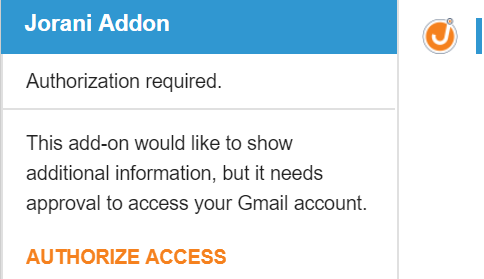 Jorani Addon
Authorization required.
This add-on would like to show
additional information, but it needs
approval to access your Gmail account.
AUTHORIZE ACCESS